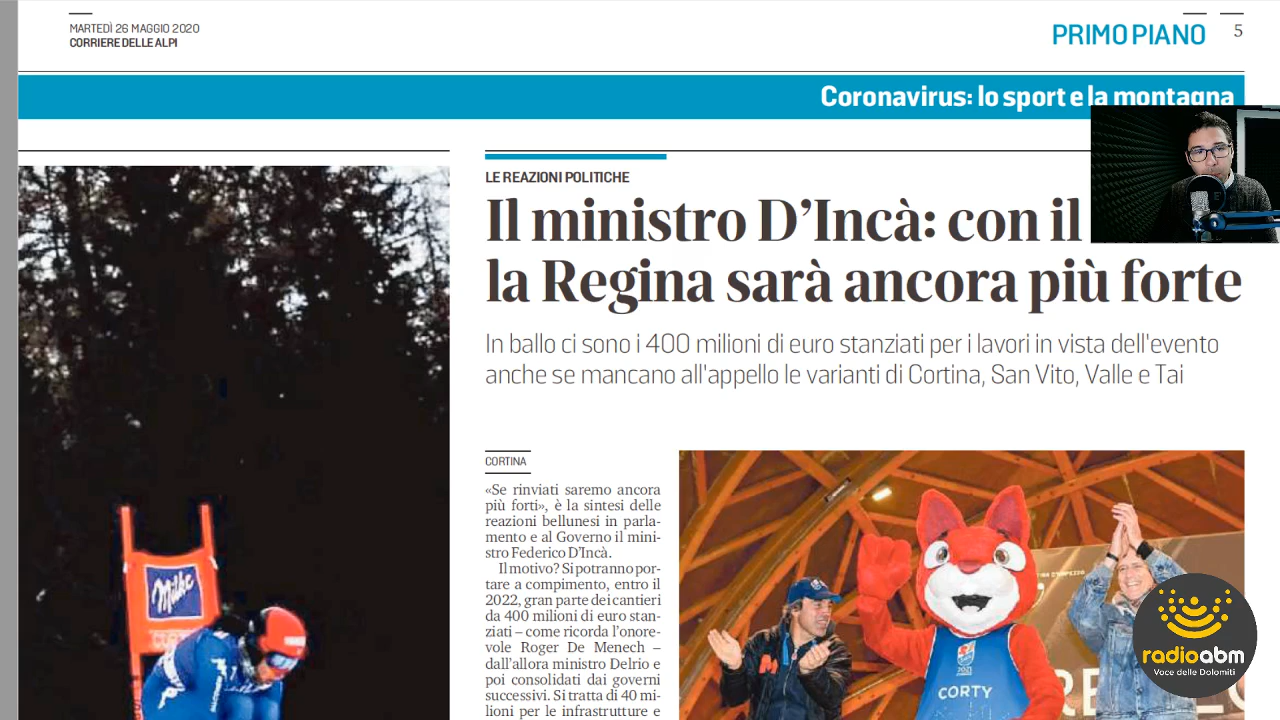 MARTEDÌ 26 MAGGIO 2020
CORRIERE DELLE ALPI
PRIMO PIANO
5
Coronavirus: lo sport e la montagna
LE REAZIONI POLITICHE
Il ministro D’Incà: con il
la Regina sarà ancora più forte
In ballo ci sono i 400 milioni di euro stanziati per i lavori in vista dell'evento
anche se mancano all'appello le varianti di Cortina, San Vito, Valle e Tai
CORTINA
«Se rinviati saremo ancora
più forti», è la sintesi delle
reazioni bellunesi in parla-
mento e al Governo il mini-
stro Federico D’Incà.
Il motivo? Si potranno por-
tare a compimento, entro il
2022, gran parte dei cantieri
da 400 milioni di euro stan-
ziati – come ricorda l’onore-
vole Roger De Menech –
dall’allora ministro Delrio e
poi consolidati dai governi
successivi. Si tratta di 40 mi-
lioni per le infrastrutture e
Milka
2021
CORTY
radioabm
Voce delle Dolomiti